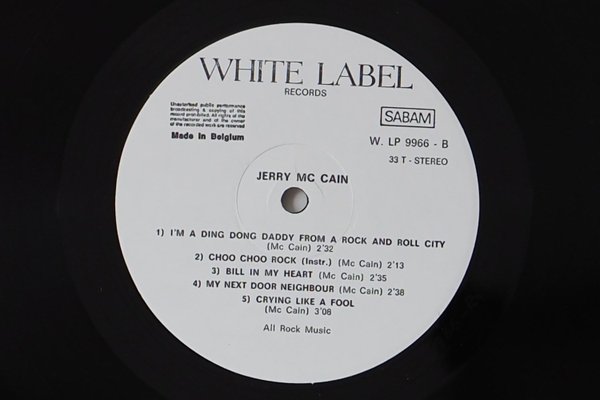 WHITE LABEL
RECORDS
Unauthorised public performance
broadcasting & copying of this
record prohibited. All rights of the
manufacturer and of the owner
of the recorded work are reserved
Made in Belgium
SABAM
W. LP 9966 - B
33 T - STEREO
JERRY MC CAIN
1) I'M A DING DONG DADDY FROM A ROCK AND ROLL CITY
(Mc Cain) 2'32
2) CHOO CHOO ROCK (Instr.) (Mc Cain) 2'13
3) BILL IN MY HEART (Mc Cain) 2'35
4) MY NEXT DOOR NEIGHBOUR (Mc Cain) 2'38
5) CRYING LIKE A FOOL
(Mc Cain) 3'08
All Rock Music